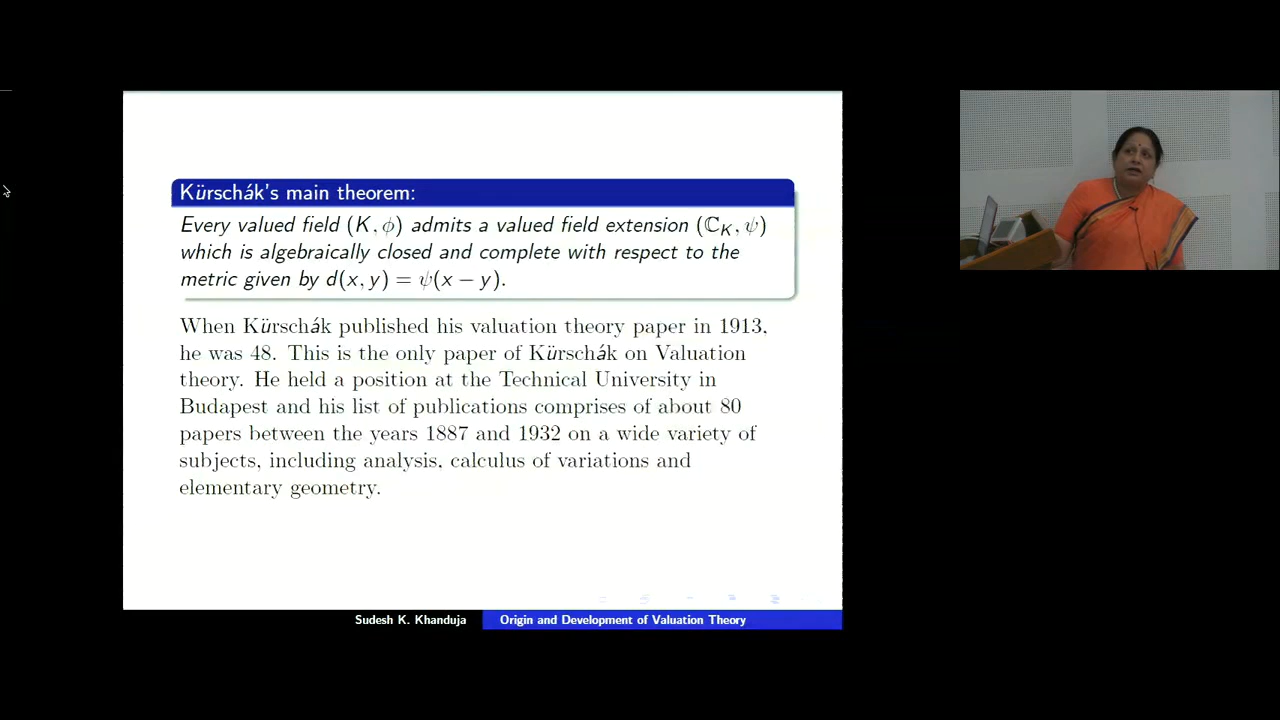 Kürschák's main theorem:
Every valued field (K, ϕ) admits a valued field extension (ℂ_K, ψ)
which is algebraically closed and complete with respect to the
metric given by d(x, y) = ψ(x − y).
When Kürschák published his valuation theory paper in 1913,
he was 48. This is the only paper of Kürschák on Valuation
theory. He held a position at the Technical University in
Budapest and his list of publications comprises of about 80
papers between the years 1887 and 1932 on a wide variety of
subjects, including analysis, calculus of variations and
elementary geometry.
Sudesh K. Khanduja
Origin and Development of Valuation Theory